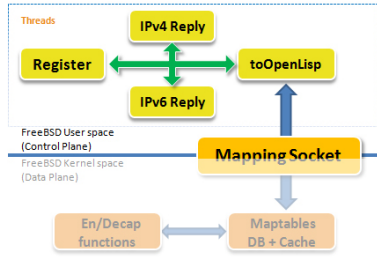 Threads
IPv4 Reply
Register
toOpenLisp
IPv6 Reply
FreeBSD User space
(Control Plane)
Mapping Socket
FreeBSD Kernel space
(Data Plane)
En/Decap
functions
Maptables
DB + Cache